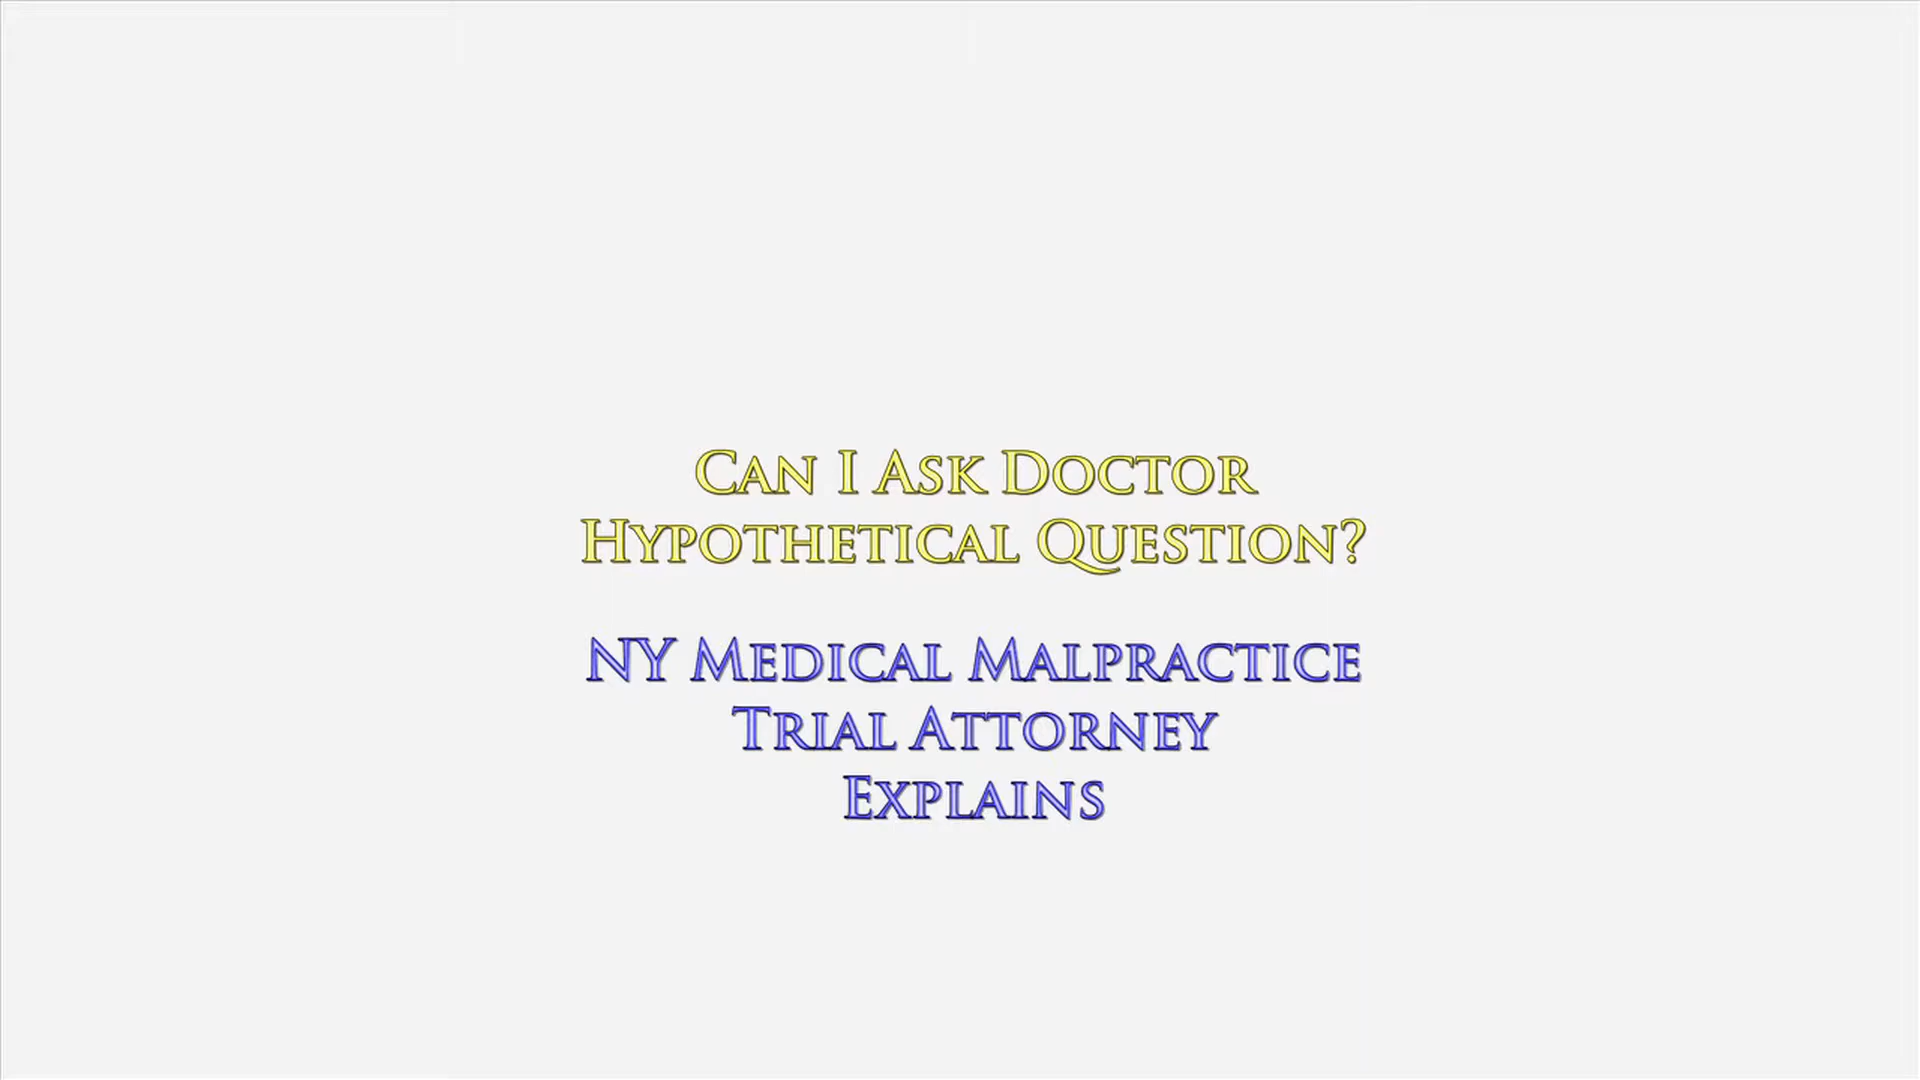 Can I Ask Doctor
Hypothetical Question?
NY Medical Malpractice
Trial Attorney
Explains